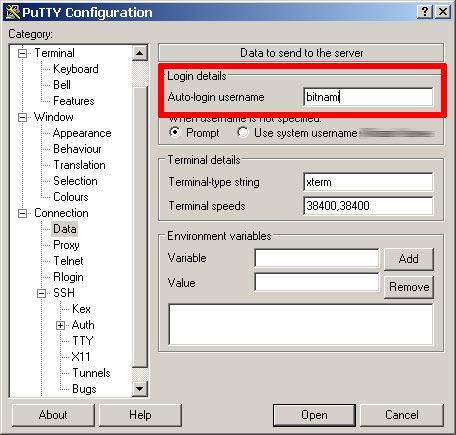 PuTTY Configuration
Category:
Terminal
Keyboard
Bell
Features
Window
Appearance
Behaviour
Translation
Selection
Colours
Connection
Data
Proxy
Telnet
Rlogin
SSH
Kex
Auth
TTY
X11
Tunnels
Bugs
Data to send to the server
Login details
Auto-login username bitnami
When username is not specified:
Prompt Use system username
Terminal details
Terminal-type string xterm
Terminal speeds 38400,38400
Environment variables
Variable Add
Value Remove
About Help Open Cancel